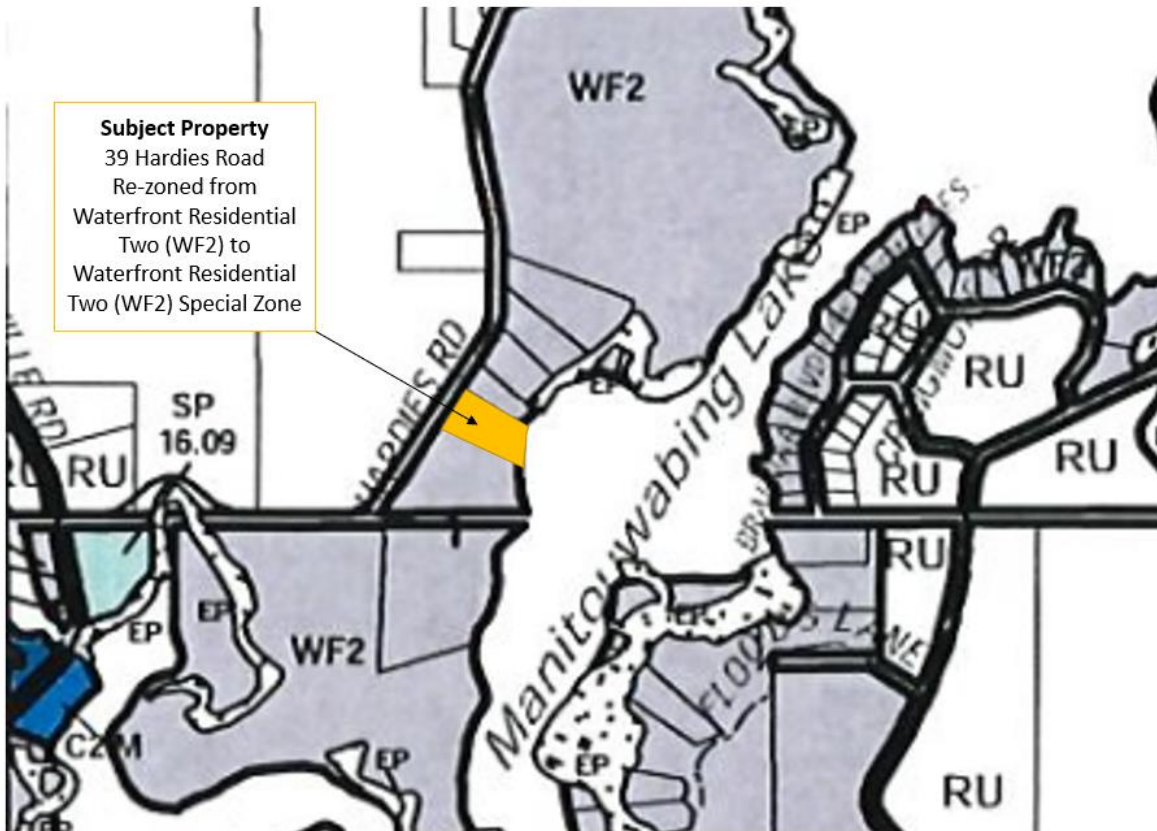 WF2
Subject Property
39 Hardies Road
Re-zoned from
Waterfront Residential
Two (WF2) to
Waterfront Residential
Two (WF2) Special Zone
EP
EP
HARDIES RD
EP
RU
SP
16.09
RU
RU
RU
Manitouwabing Lake
RU
EP
EP
EP
WF2
FLOODS LANE
C2 M
EP
EP
RU